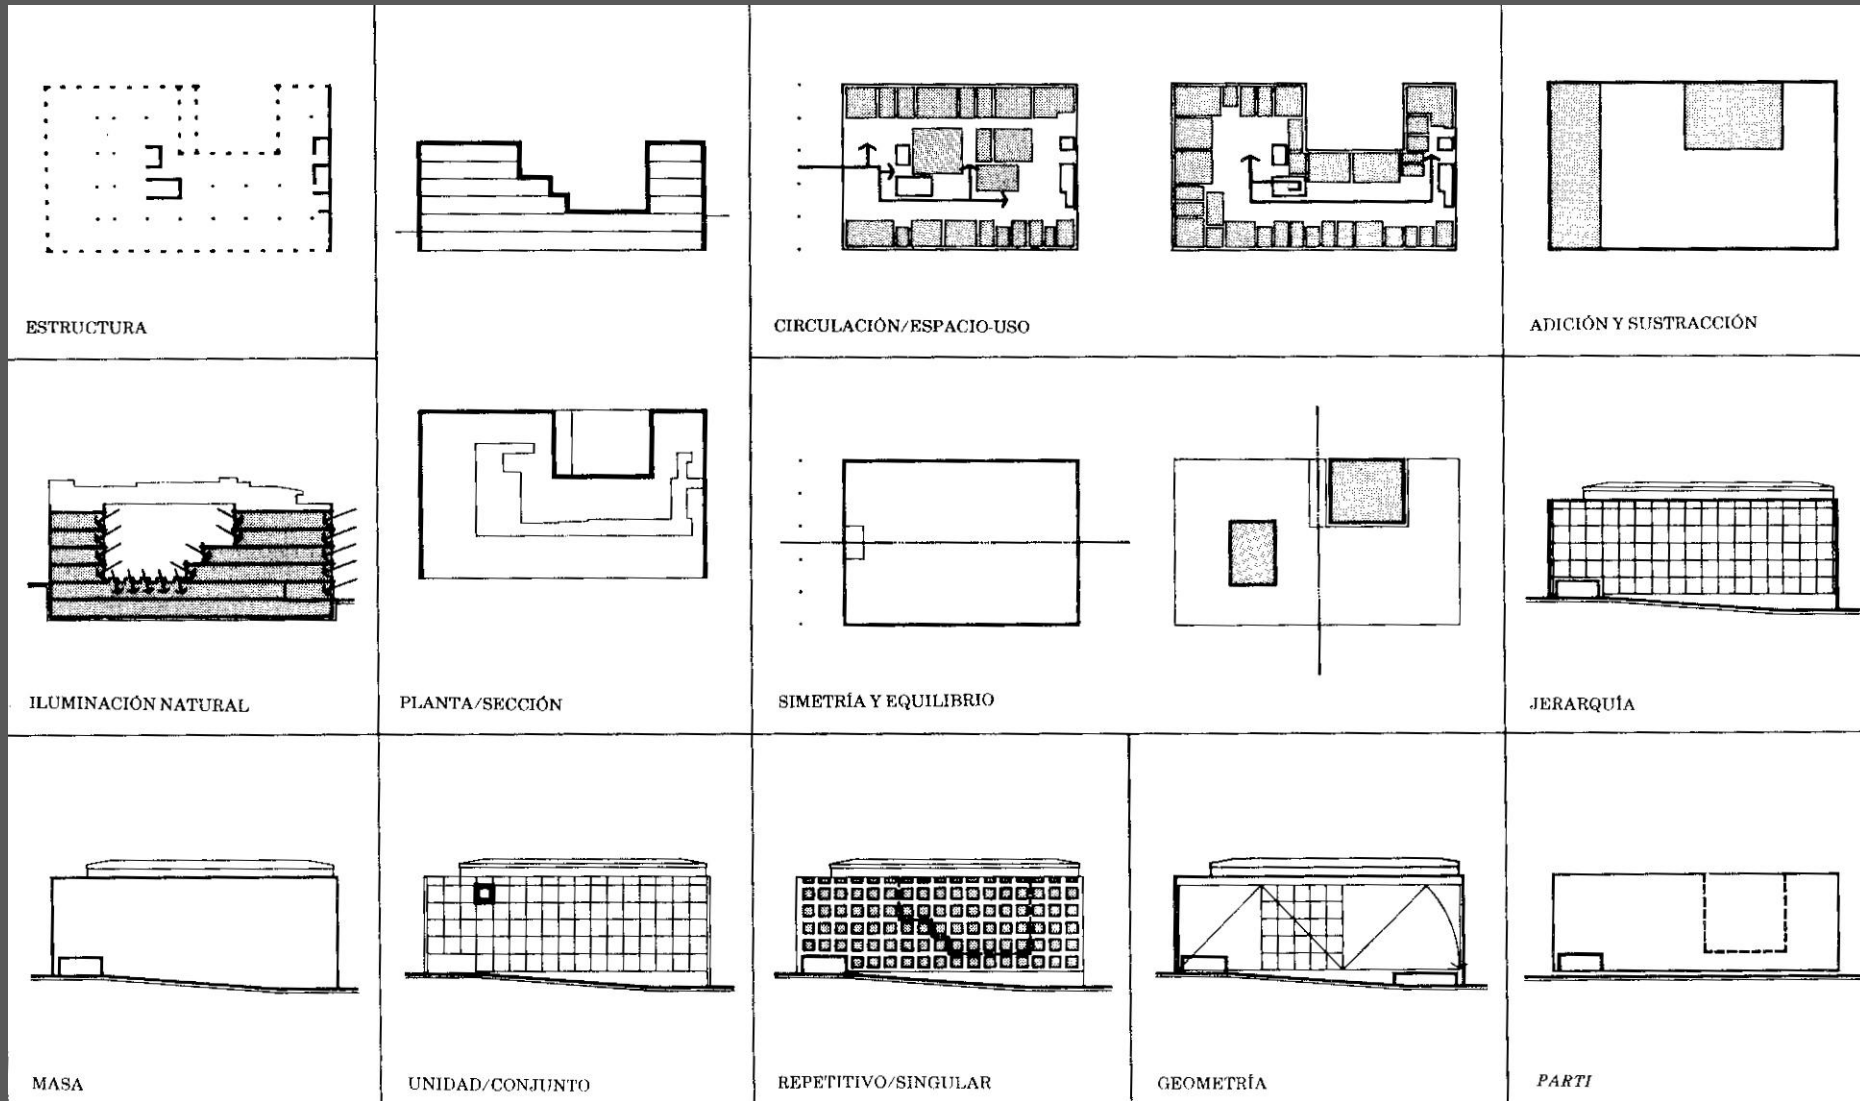 ESTRUCTURA
CIRCULACIÓN/ESPACIO-USO
ADICIÓN Y SUSTRACCIÓN
ILUMINACIÓN NATURAL
PLANTA/SECCIÓN
SIMETRÍA Y EQUILIBRIO
JERARQUÍA
MASA
UNIDAD/CONJUNTO
REPETITIVO/SINGULAR
GEOMETRÍA
PARTI